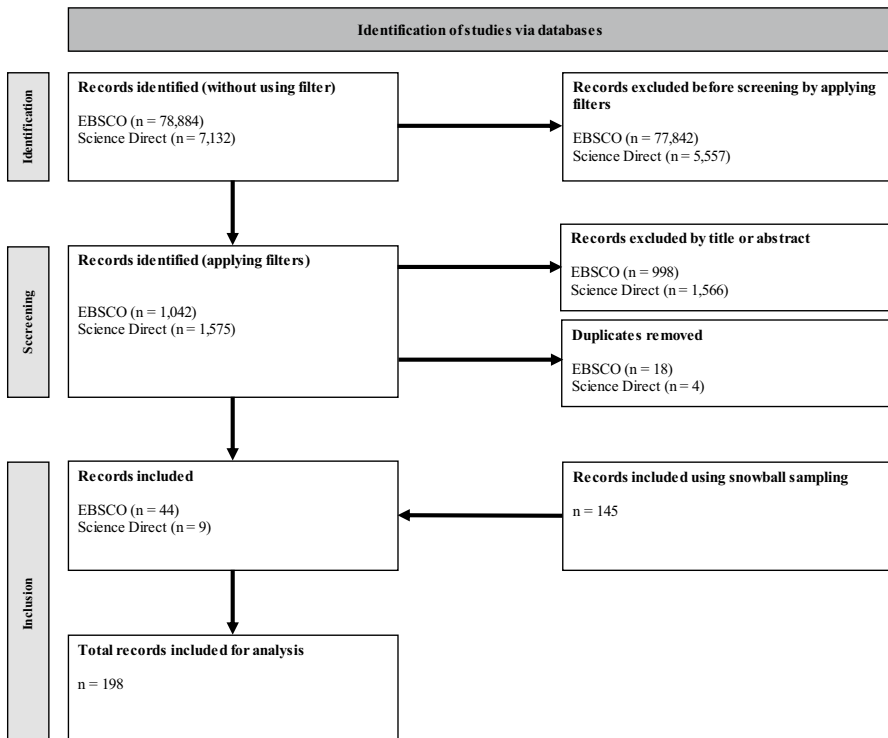 Identification of studies via databases
Identification
Records identified (without using filter)
EBSCO (n = 78,884)
Science Direct (n = 7,132)
Records excluded before screening by applying
filters
EBSCO (n = 77,842)
Science Direct (n = 5,557)
Sccreening
Records identified (applying filters)
EBSCO (n = 1,042)
Science Direct (n = 1,575)
Records excluded by title or abstract
EBSCO (n = 998)
Science Direct (n = 1,566)
Duplicates removed
EBSCO (n = 18)
Science Direct (n = 4)
Inclusion
Records included
EBSCO (n = 44)
Science Direct (n = 9)
Records included using snowball sampling
n = 145
Total records included for analysis
n = 198